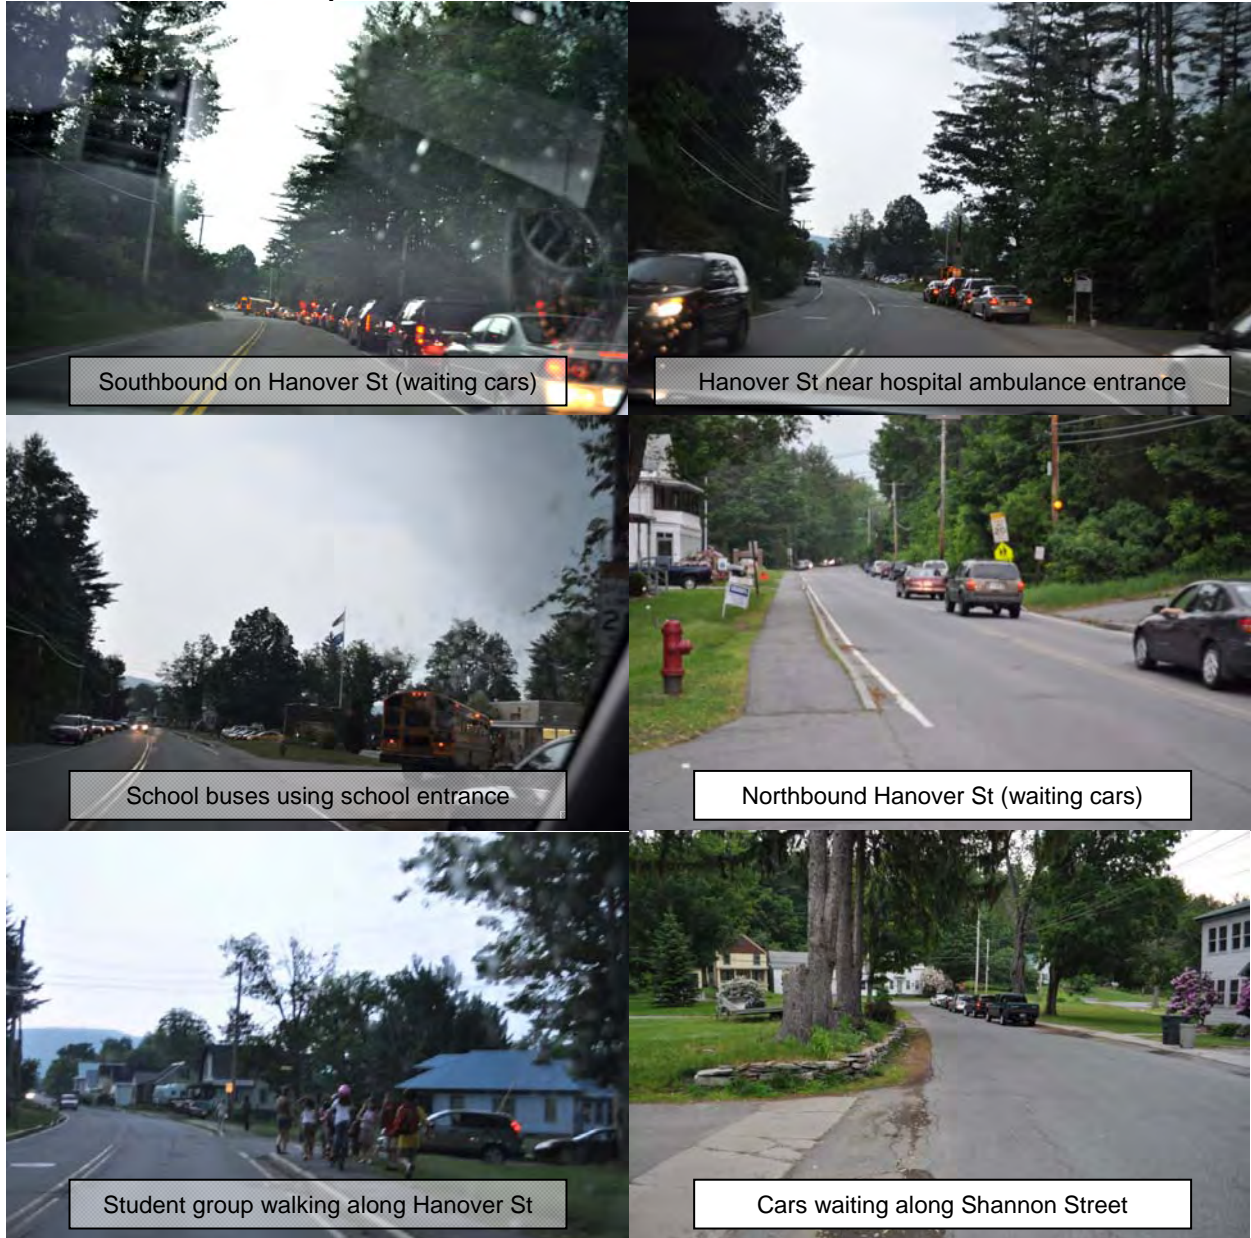 Southbound on Hanover St (waiting cars)
Hanover St near hospital ambulance entrance
School buses using school entrance
Northbound Hanover St (waiting cars)
Student group walking along Hanover St
Cars waiting along Shannon Street